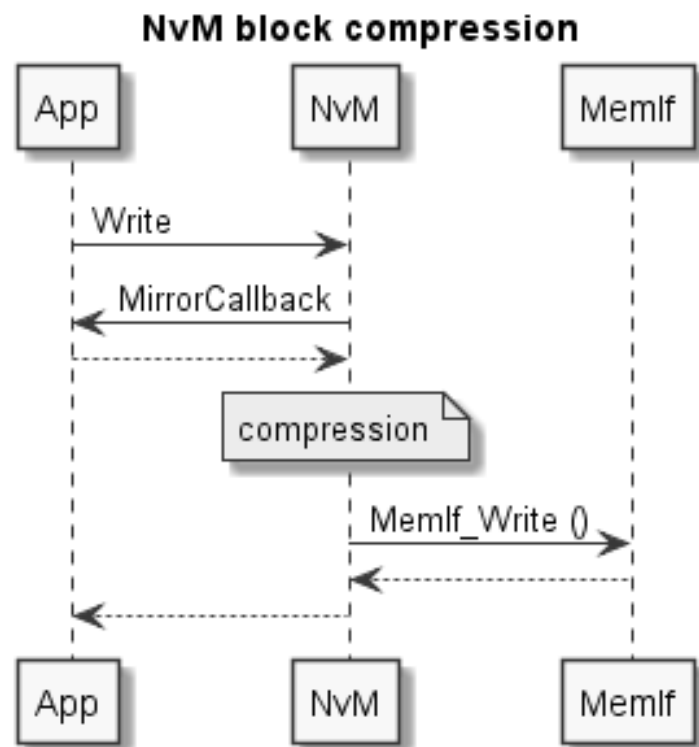 NvM block compression
App
NvM
MemIf
Write
MirrorCallback
compression
MemIf_Write ()
App
NvM
MemIf